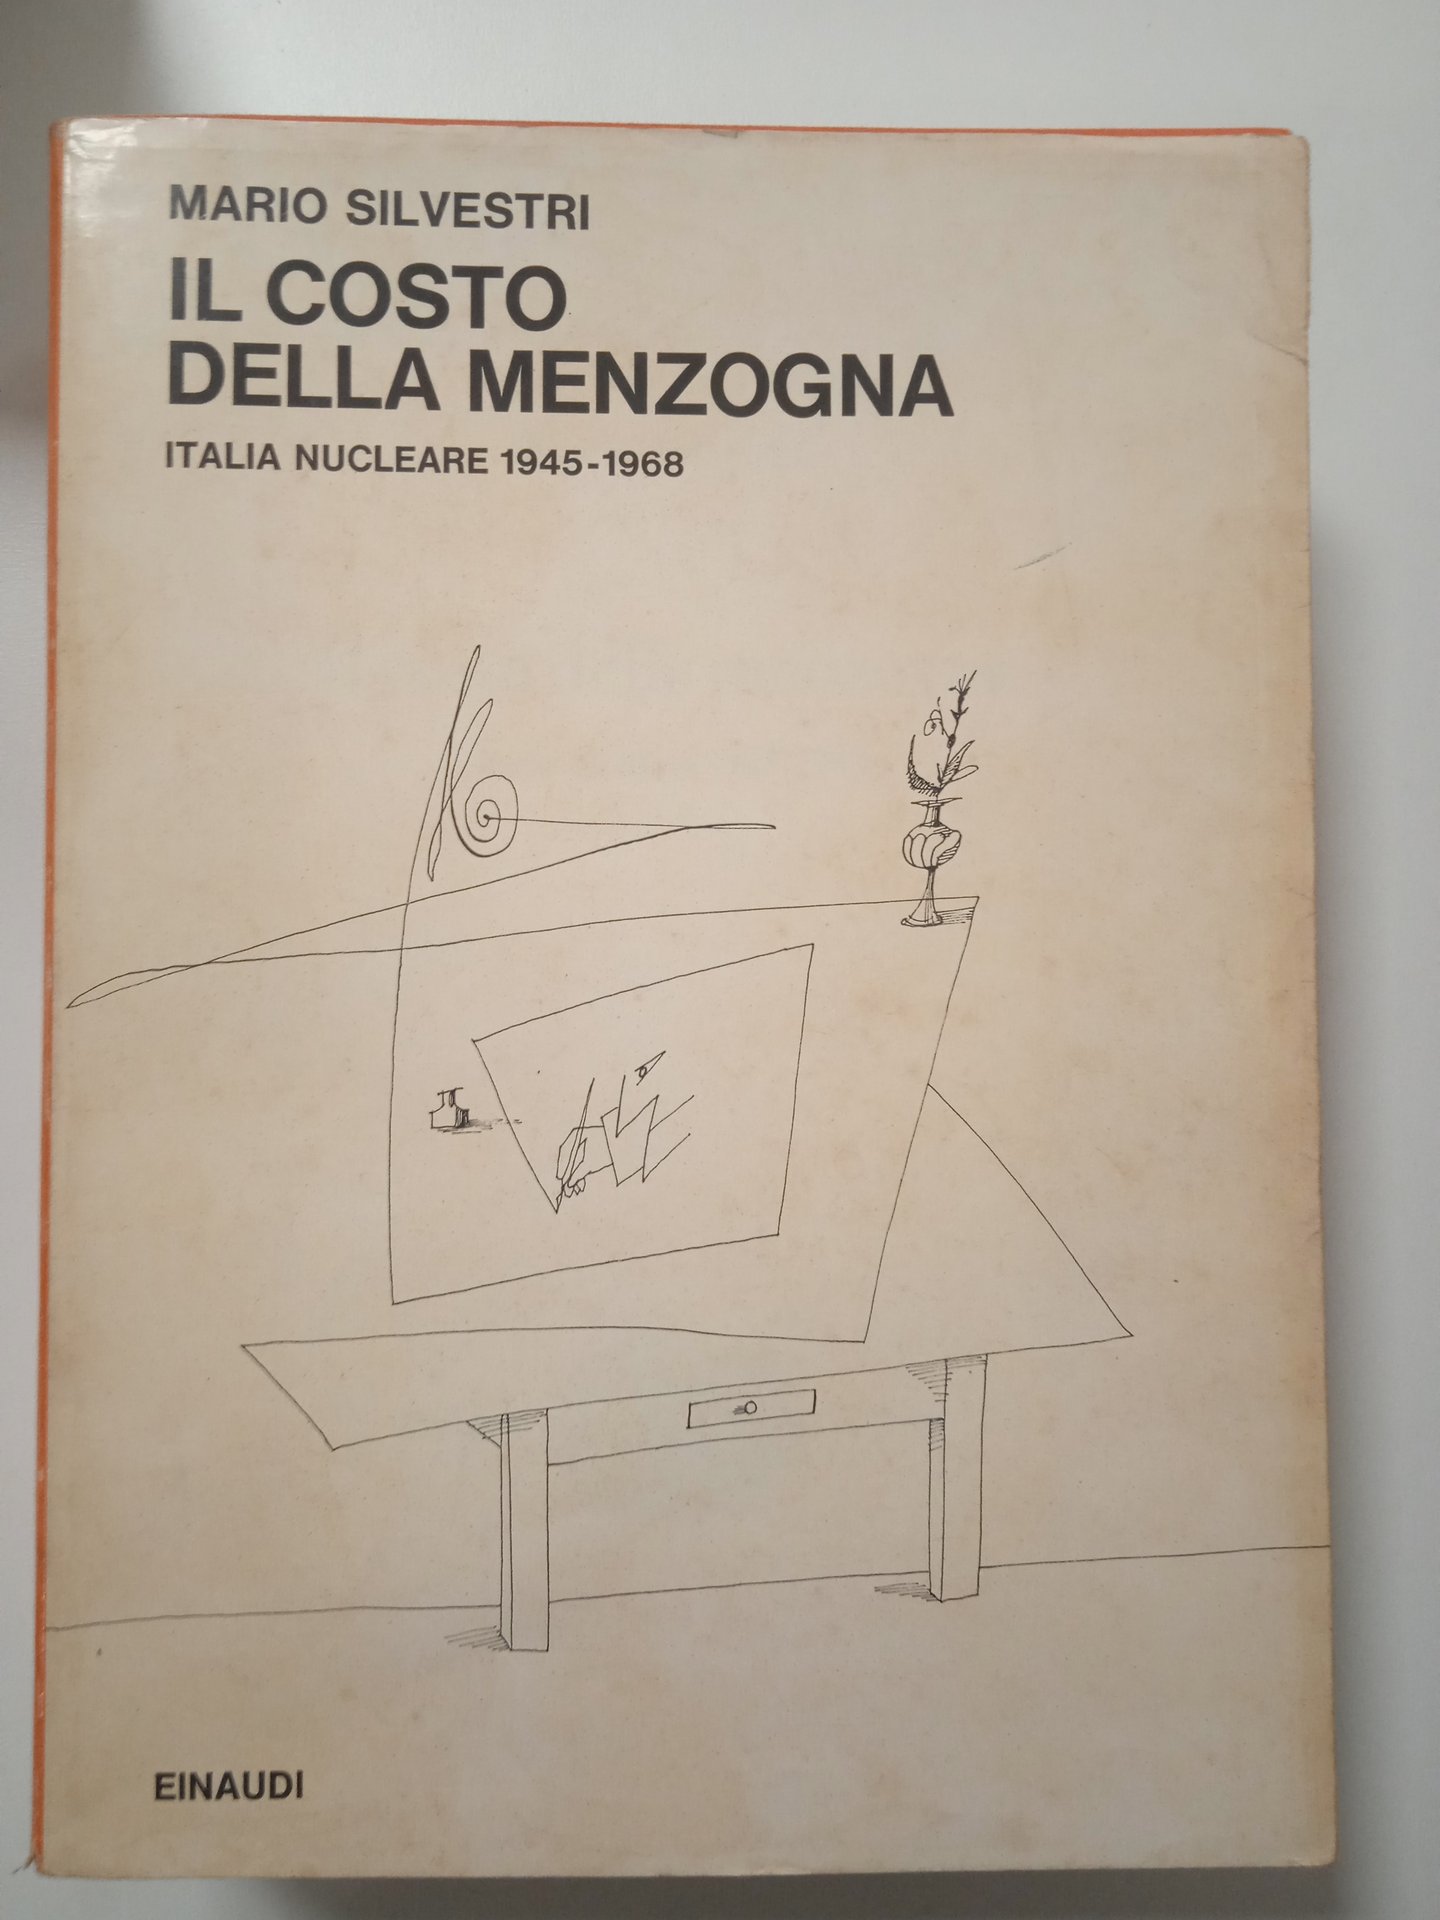 MARIO SILVESTRI
IL COSTO
DELLA MENZOGNA
ITALIA NUCLEARE 1945-1968
EINAUDI